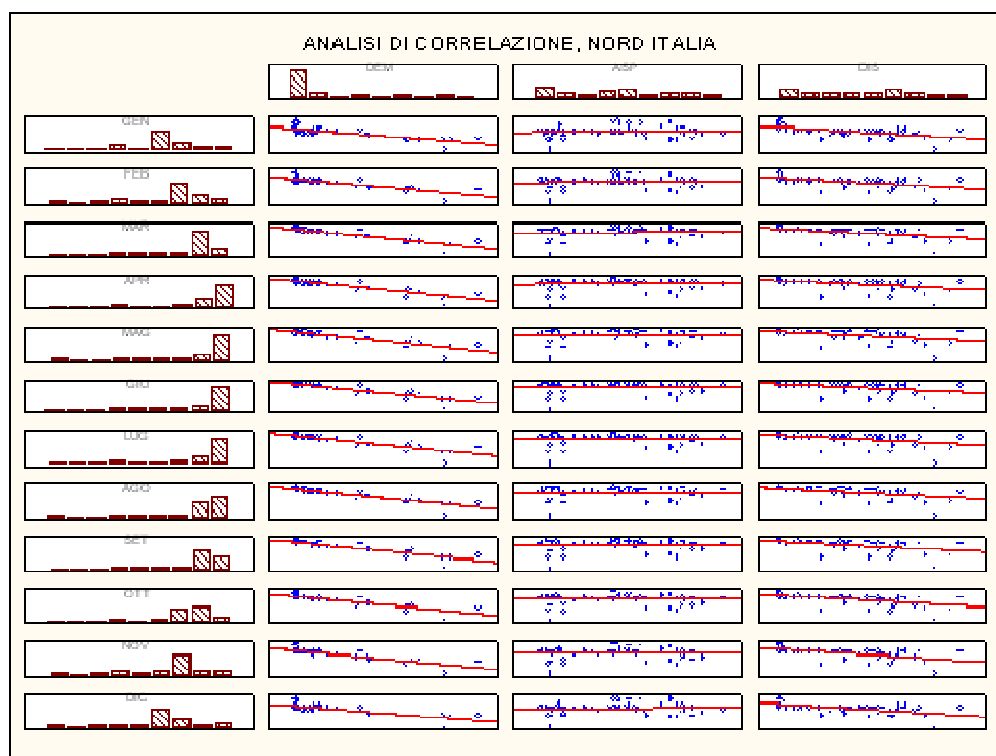 ANALISI DI CORRELAZIONE, NORD ITALIA
DEM ASP DIS
GEN
FEB
MAR
APR
MAG
GIU
LUG
AGO
SET
OTT
NOV
DIC